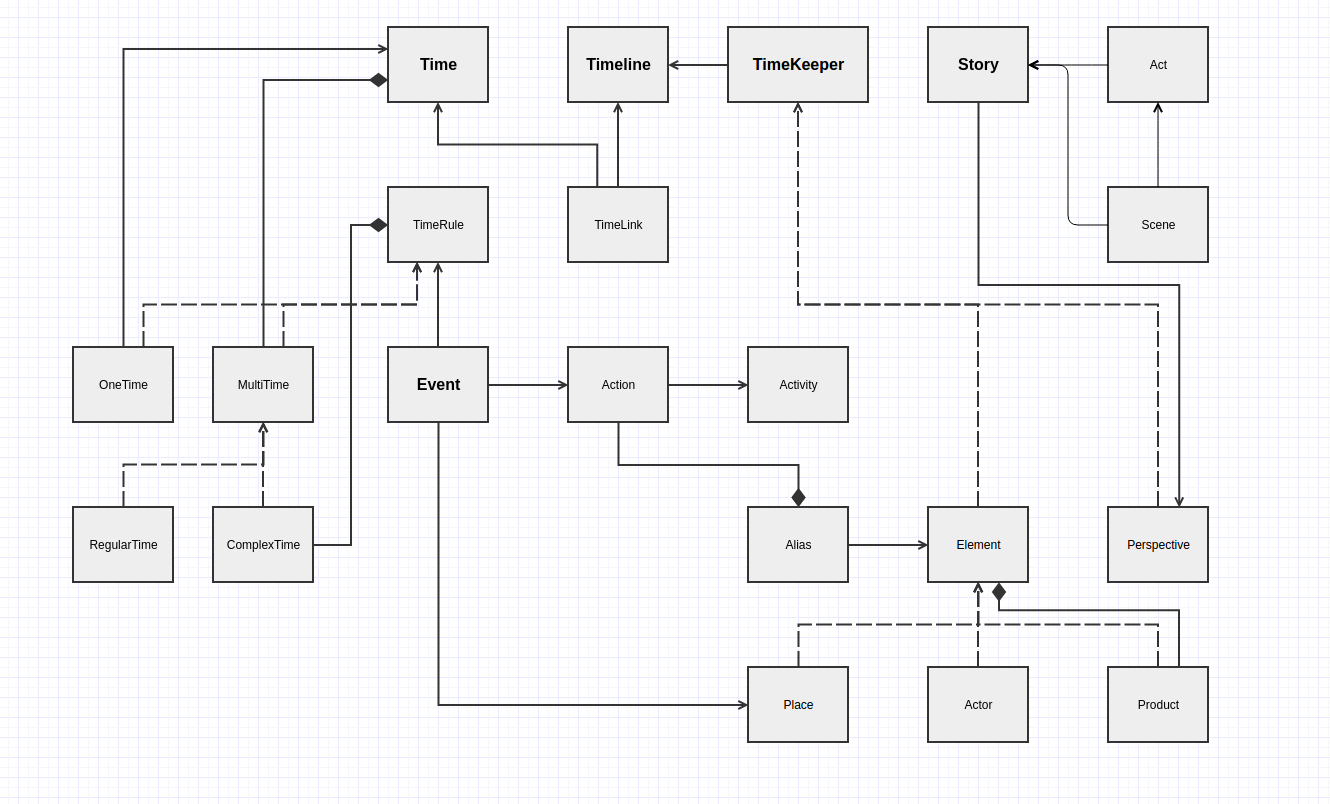 Time
Timeline
TimeKeeper
Story
Act
TimeRule
TimeLink
Scene
OneTime
MultiTime
Event
Action
Activity
RegularTime
ComplexTime
Alias
Element
Perspective
Place
Actor
Product